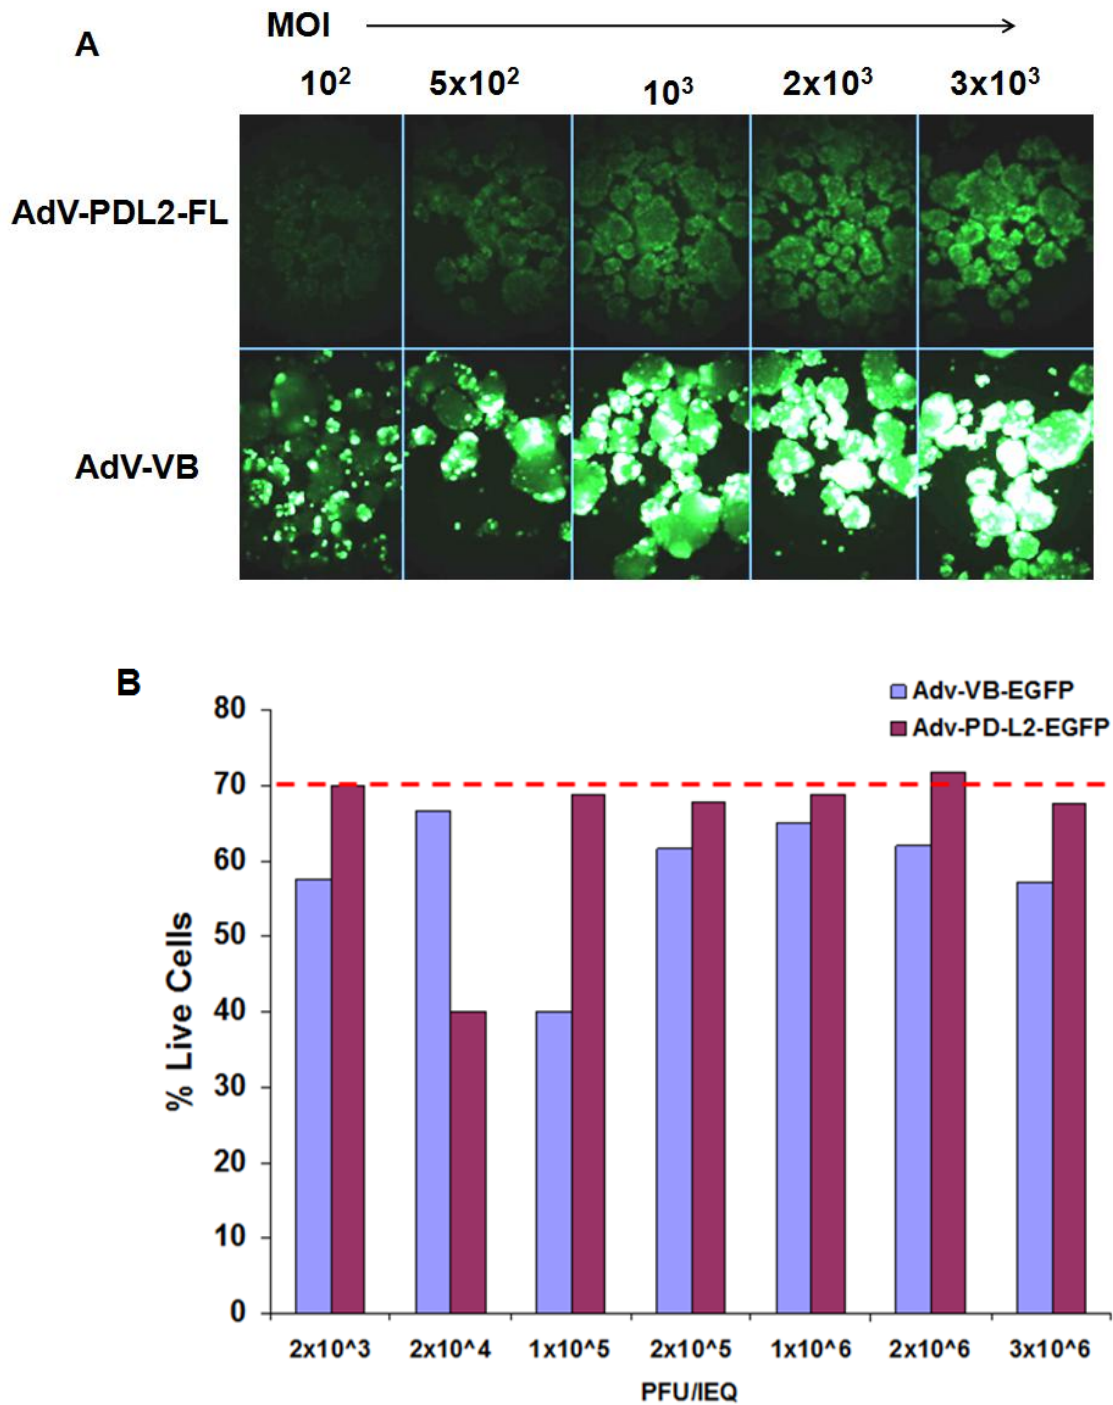 A
MOI
10² 5x10² 10³ 2x10³ 3x10³
AdV-PDL2-FL
AdV-VB
B
Adv-VB-EGFP
Adv-PD-L2-EGFP
80
70
60
50
40
30
20
10
0
% Live Cells
2x10^3 2x10^4 1x10^5 2x10^5 1x10^6 2x10^6 3x10^6
PFU/IEQ